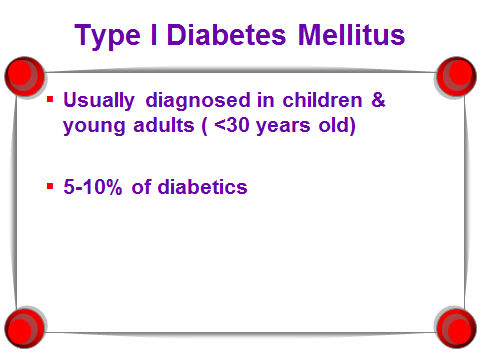 Type I Diabetes Mellitus
▪ Usually diagnosed in children &
young adults ( <30 years old)
▪ 5-10% of diabetics